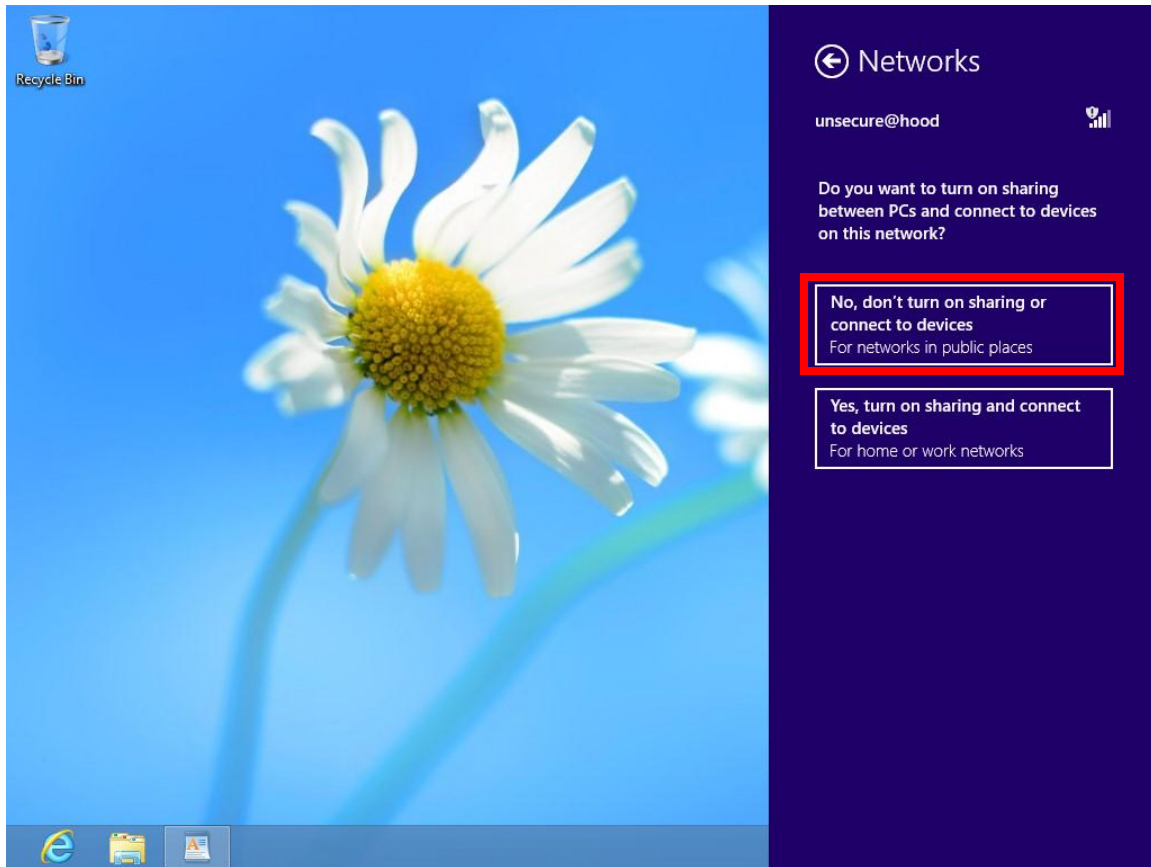 Recycle Bin
Networks
unsecure@hood
Do you want to turn on sharing
between PCs and connect to devices
on this network?
No, don't turn on sharing or
connect to devices
For networks in public places
Yes, turn on sharing and connect
to devices
For home or work networks